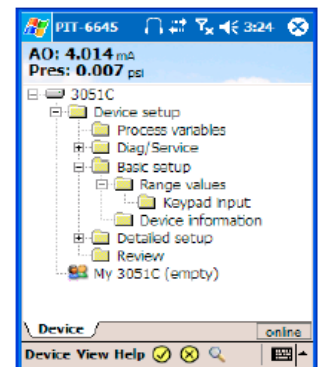 PIT-6645 3:24
AO: 4.014 mA
Pres: 0.007 psi
3051C
Device setup
Process variables
Diag/Service
Basic setup
Range values
Keypad input
Device information
Detailed setup
Review
My 3051C (empty)
Device online
Device View Help